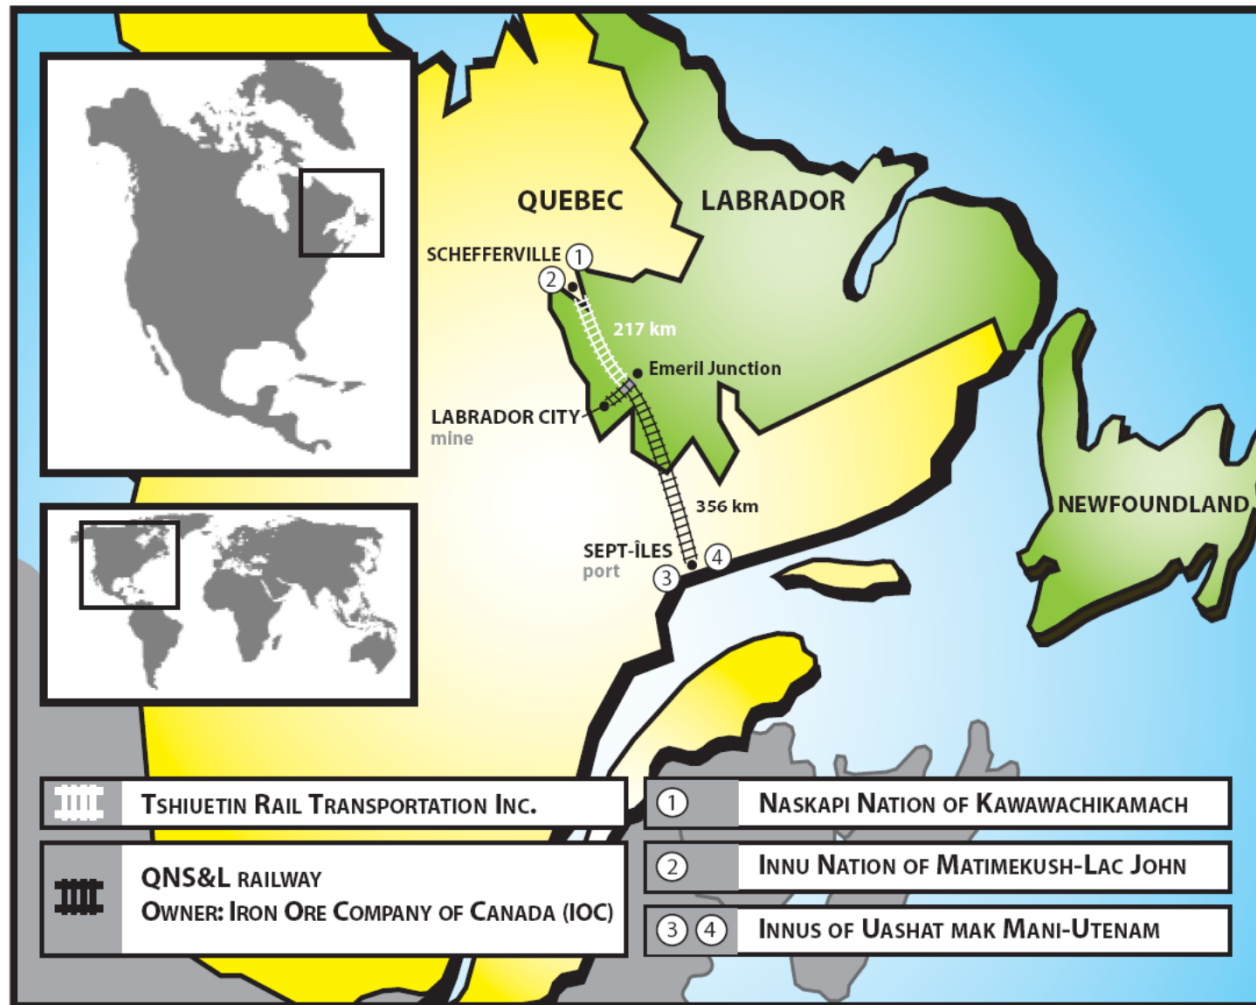 QUEBEC
LABRADOR
SCHEFFERVILLE
1
2
217 km
Emeril Junction
LABRADOR CITY
mine
356 km
NEWFOUNDLAND
SEPT-ÎLES
port
3
4
TSHIUETIN RAIL TRANSPORTATION INC.
QNS&L RAILWAY
OWNER: IRON ORE COMPANY OF CANADA (IOC)
1 NASKAPI NATION OF KAWAWACHIKAMACH
2 INNU NATION OF MATIMEKUSH-LAC JOHN
3 4 INNUS OF UASHAT MAK MANI-UTENAM